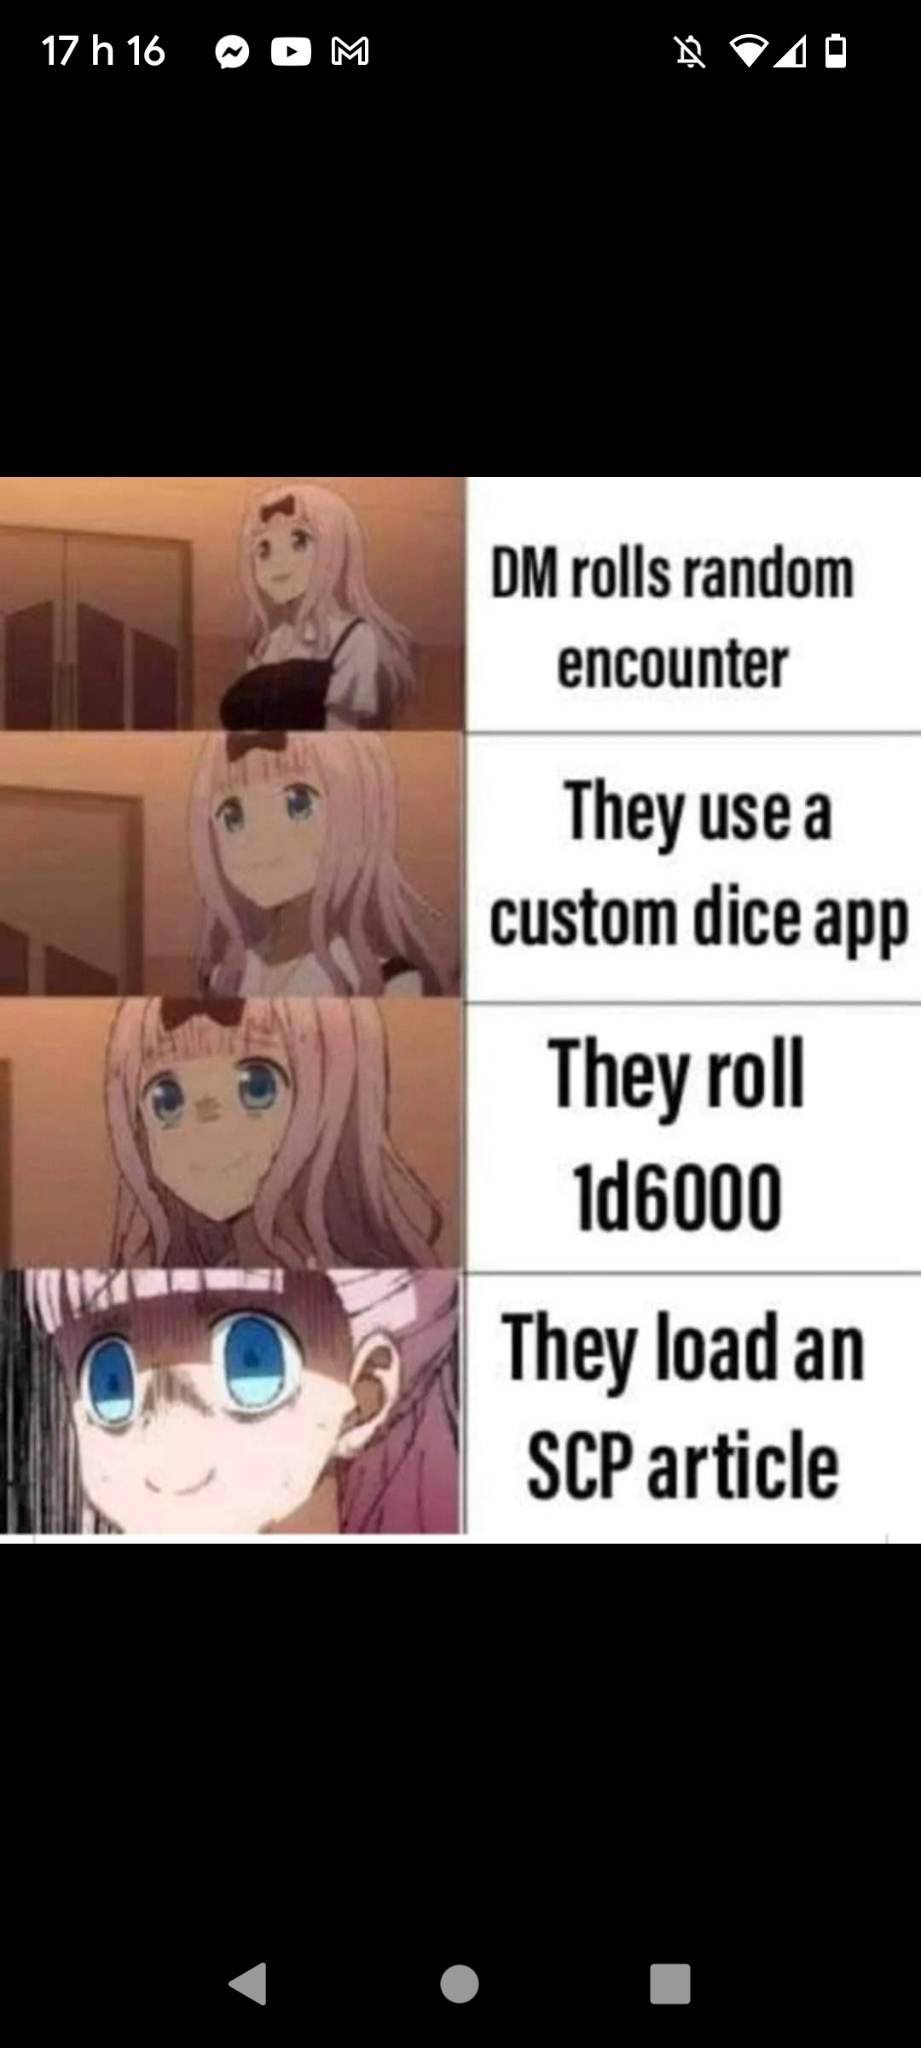 17 h 16
DM rolls random
encounter
They use a
custom dice app
They roll
1d6000
They load an
SCP article